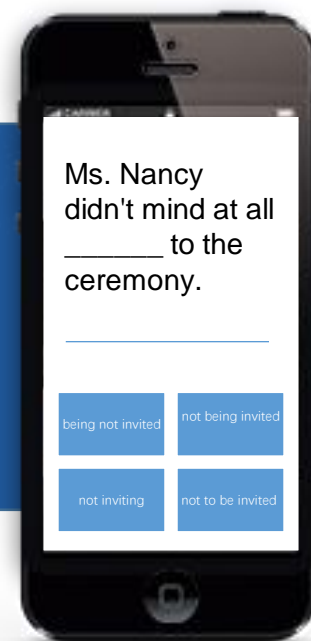 Ms. Nancy
didn't mind at all
______ to the
ceremony.
being not invited
not being invited
not inviting
not to be invited